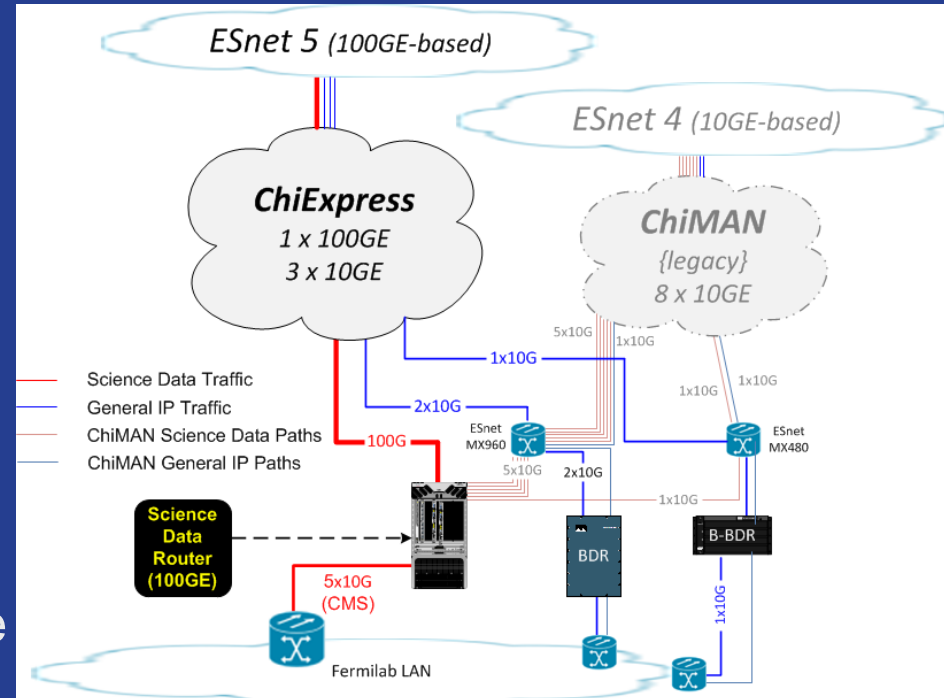 ESnet 5 (100GE-based)
ESnet 4 (10GE-based)
ChiExpress
1 x 100GE
3 x 10GE
ChiMAN
{legacy}
8 x 10GE
5x10G
1x10G
1x10G
1x10G
1x10G
Science Data Traffic
General IP Traffic
ChiMAN Science Data Paths
ChiMAN General IP Paths
2x10G
100G
ESnet
MX960
ESnet
MX480
5x10G
2x10G
1x10G
Science
Data
Router
(100GE)
BDR
B-BDR
5x10G
(CMS)
1x10G
Fermilab LAN
e